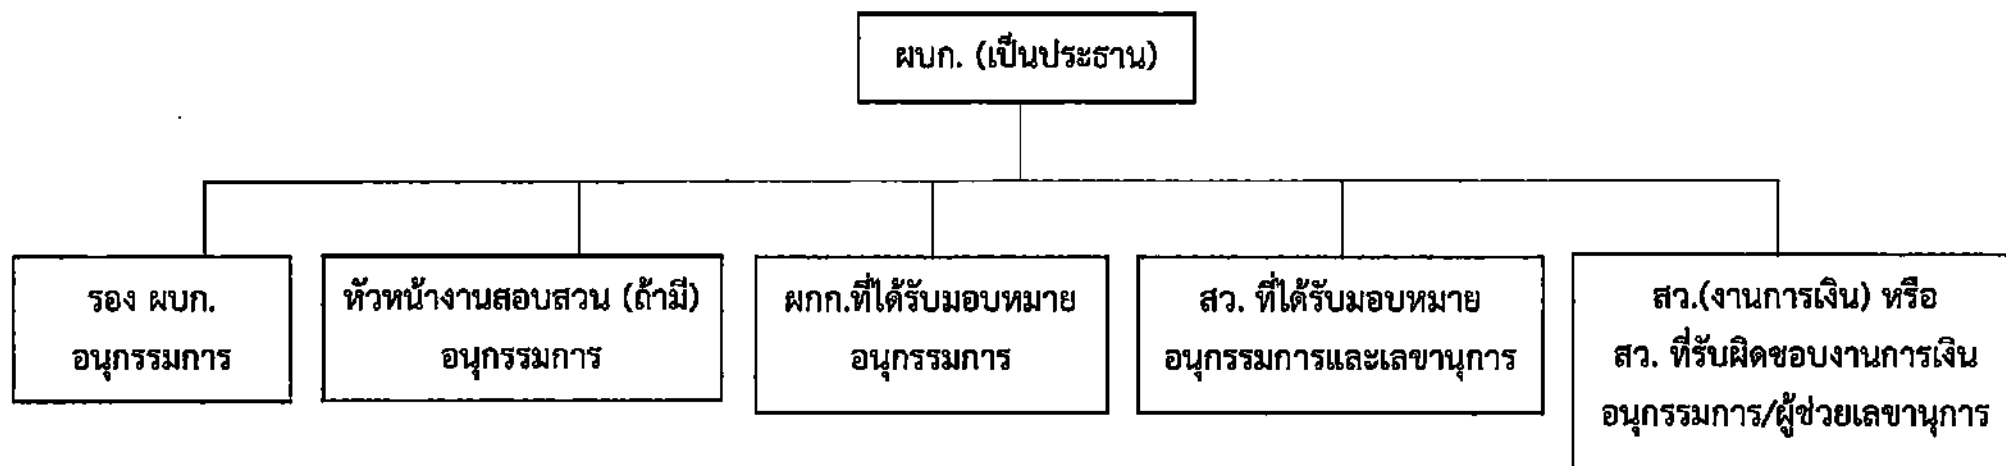 ผบก. (เป็นประธาน)
รอง ผบก.
อนุกรรมการ
หัวหน้างานสอบสวน (ถ้ามี)
อนุกรรมการ
ผกก.ที่ได้รับมอบหมาย
อนุกรรมการ
สว. ที่ได้รับมอบหมาย
อนุกรรมการและเลขานุการ
สว.(งานการเงิน) หรือ
สว. ที่รับผิดชอบงานการเงิน
อนุกรรมการ/ผู้ช่วยเลขานุการ